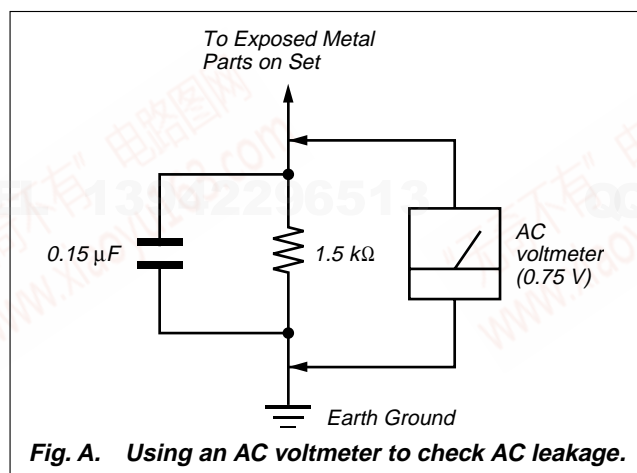 To Exposed Metal
Parts on Set
0.15 µF
1.5 kΩ
AC
voltmeter
(0.75 V)
Earth Ground
Fig. A. Using an AC voltmeter to check AC leakage.
13942296513